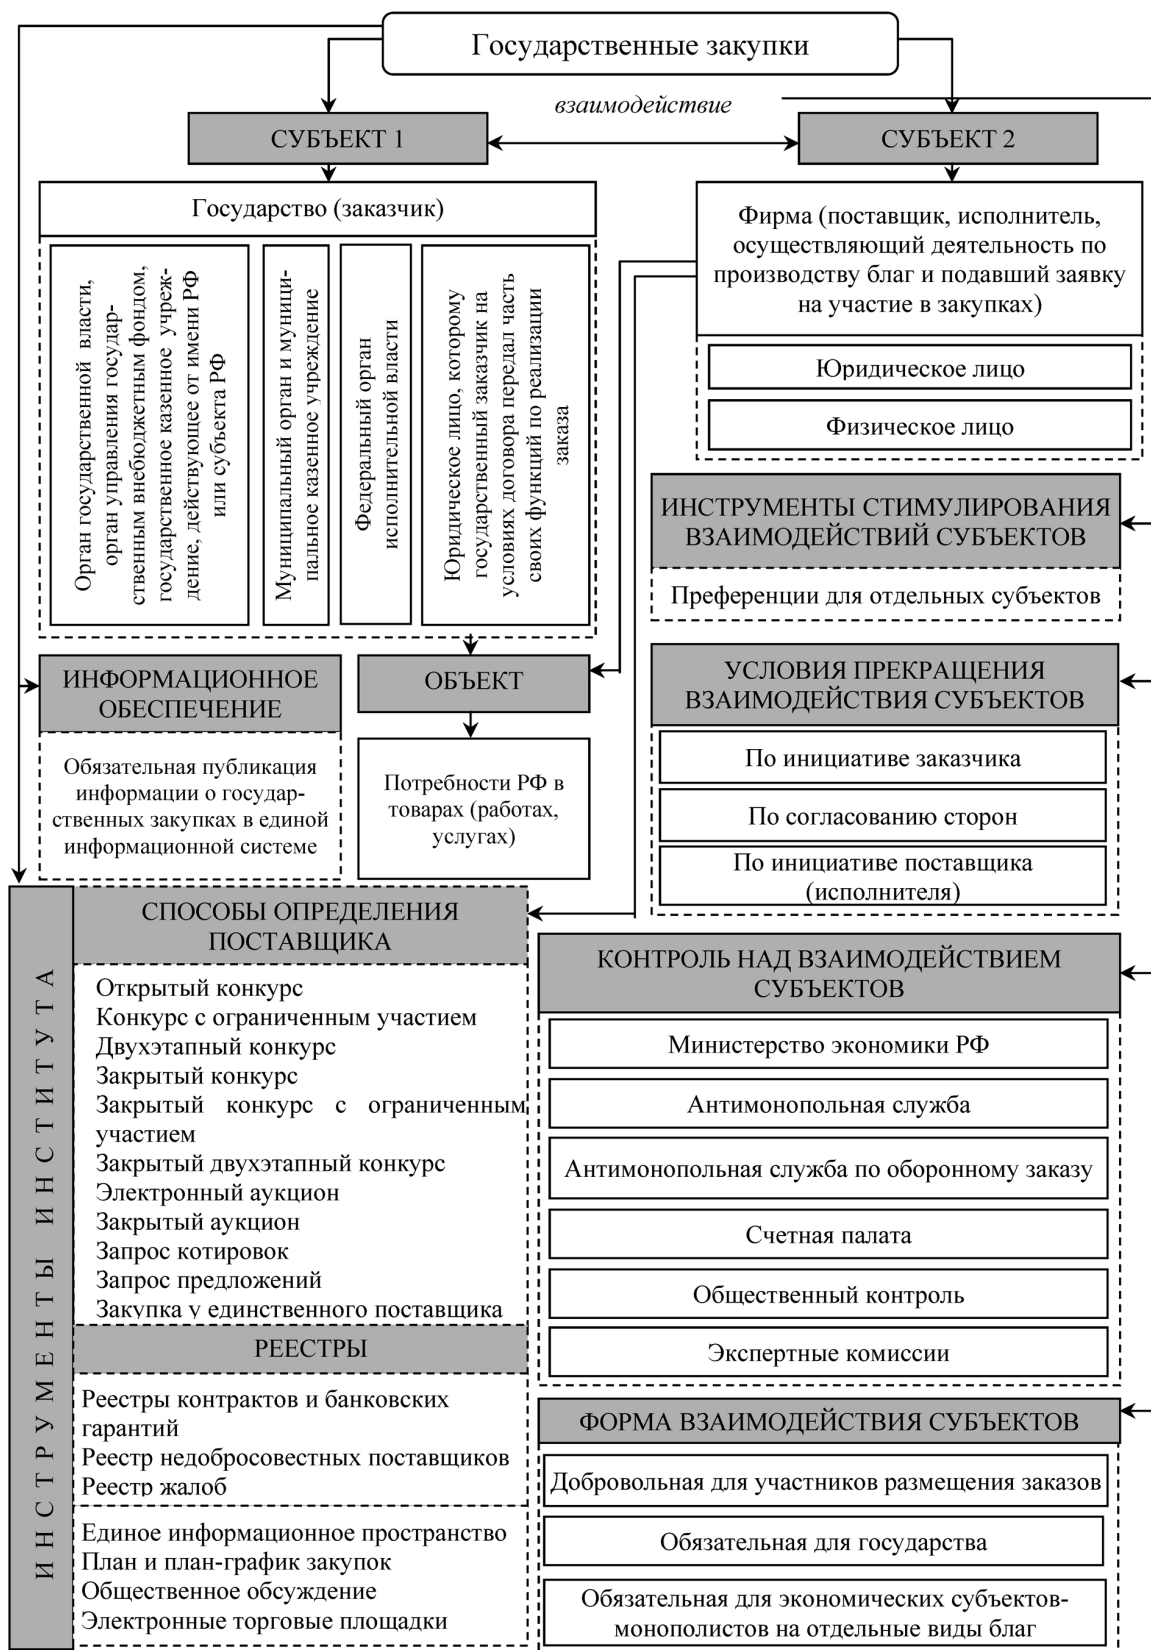 Государственные закупки
взаимодействие
СУБЪЕКТ 1
СУБЪЕКТ 2
Государство (заказчик)
Орган государственной власти,
орган управления государ-
ственным внебюджетным фондом,
государственное казенное учреж-
дение, действующее от имени РФ
или субъекта РФ
Муниципальный орган и муници-
пальное казенное учреждение
Федеральный орган
исполнительной власти
Юридическое лицо, которому
государственный заказчик на
условиях договора передал часть
своих функций по реализации
заказа
Фирма (поставщик, исполнитель,
осуществляющий деятельность по
производству благ и подавший заявку
на участие в закупках)
Юридическое лицо
Физическое лицо
ИНСТРУМЕНТЫ СТИМУЛИРОВАНИЯ
ВЗАИМОДЕЙСТВИЙ СУБЪЕКТОВ
Преференции для отдельных субъектов
ИНФОРМАЦИОННОЕ
ОБЕСПЕЧЕНИЕ
Обязательная публикация
информации о государ-
ственных закупках в единой
информационной системе
ОБЪЕКТ
Потребности РФ в
товарах (работах,
услугах)
УСЛОВИЯ ПРЕКРАЩЕНИЯ
ВЗАИМОДЕЙСТВИЯ СУБЪЕКТОВ
По инициативе заказчика
По согласованию сторон
По инициативе поставщика
(исполнителя)
ИНСТРУМЕНТЫ ИНСТИТУТА
СПОСОБЫ ОПРЕДЕЛЕНИЯ
ПОСТАВЩИКА
Открытый конкурс
Конкурс с ограниченным участием
Двухэтапный конкурс
Закрытый конкурс
Закрытый конкурс с ограниченным
участием
Закрытый двухэтапный конкурс
Электронный аукцион
Закрытый аукцион
Запрос котировок
Запрос предложений
Закупка у единственного поставщика
РЕЕСТРЫ
Реестры контрактов и банковских
гарантий
Реестр недобросовестных поставщиков
Реестр жалоб
Единое информационное пространство
План и план-график закупок
Общественное обсуждение
Электронные торговые площадки
КОНТРОЛЬ НАД ВЗАИМОДЕЙСТВИЕМ
СУБЪЕКТОВ
Министерство экономики РФ
Антимонопольная служба
Антимонопольная служба по оборонному заказу
Счетная палата
Общественный контроль
Экспертные комиссии
ФОРМА ВЗАИМОДЕЙСТВИЯ СУБЪЕКТОВ
Добровольная для участников размещения заказов
Обязательная для государства
Обязательная для экономических субъектов-
монополистов на отдельные виды благ